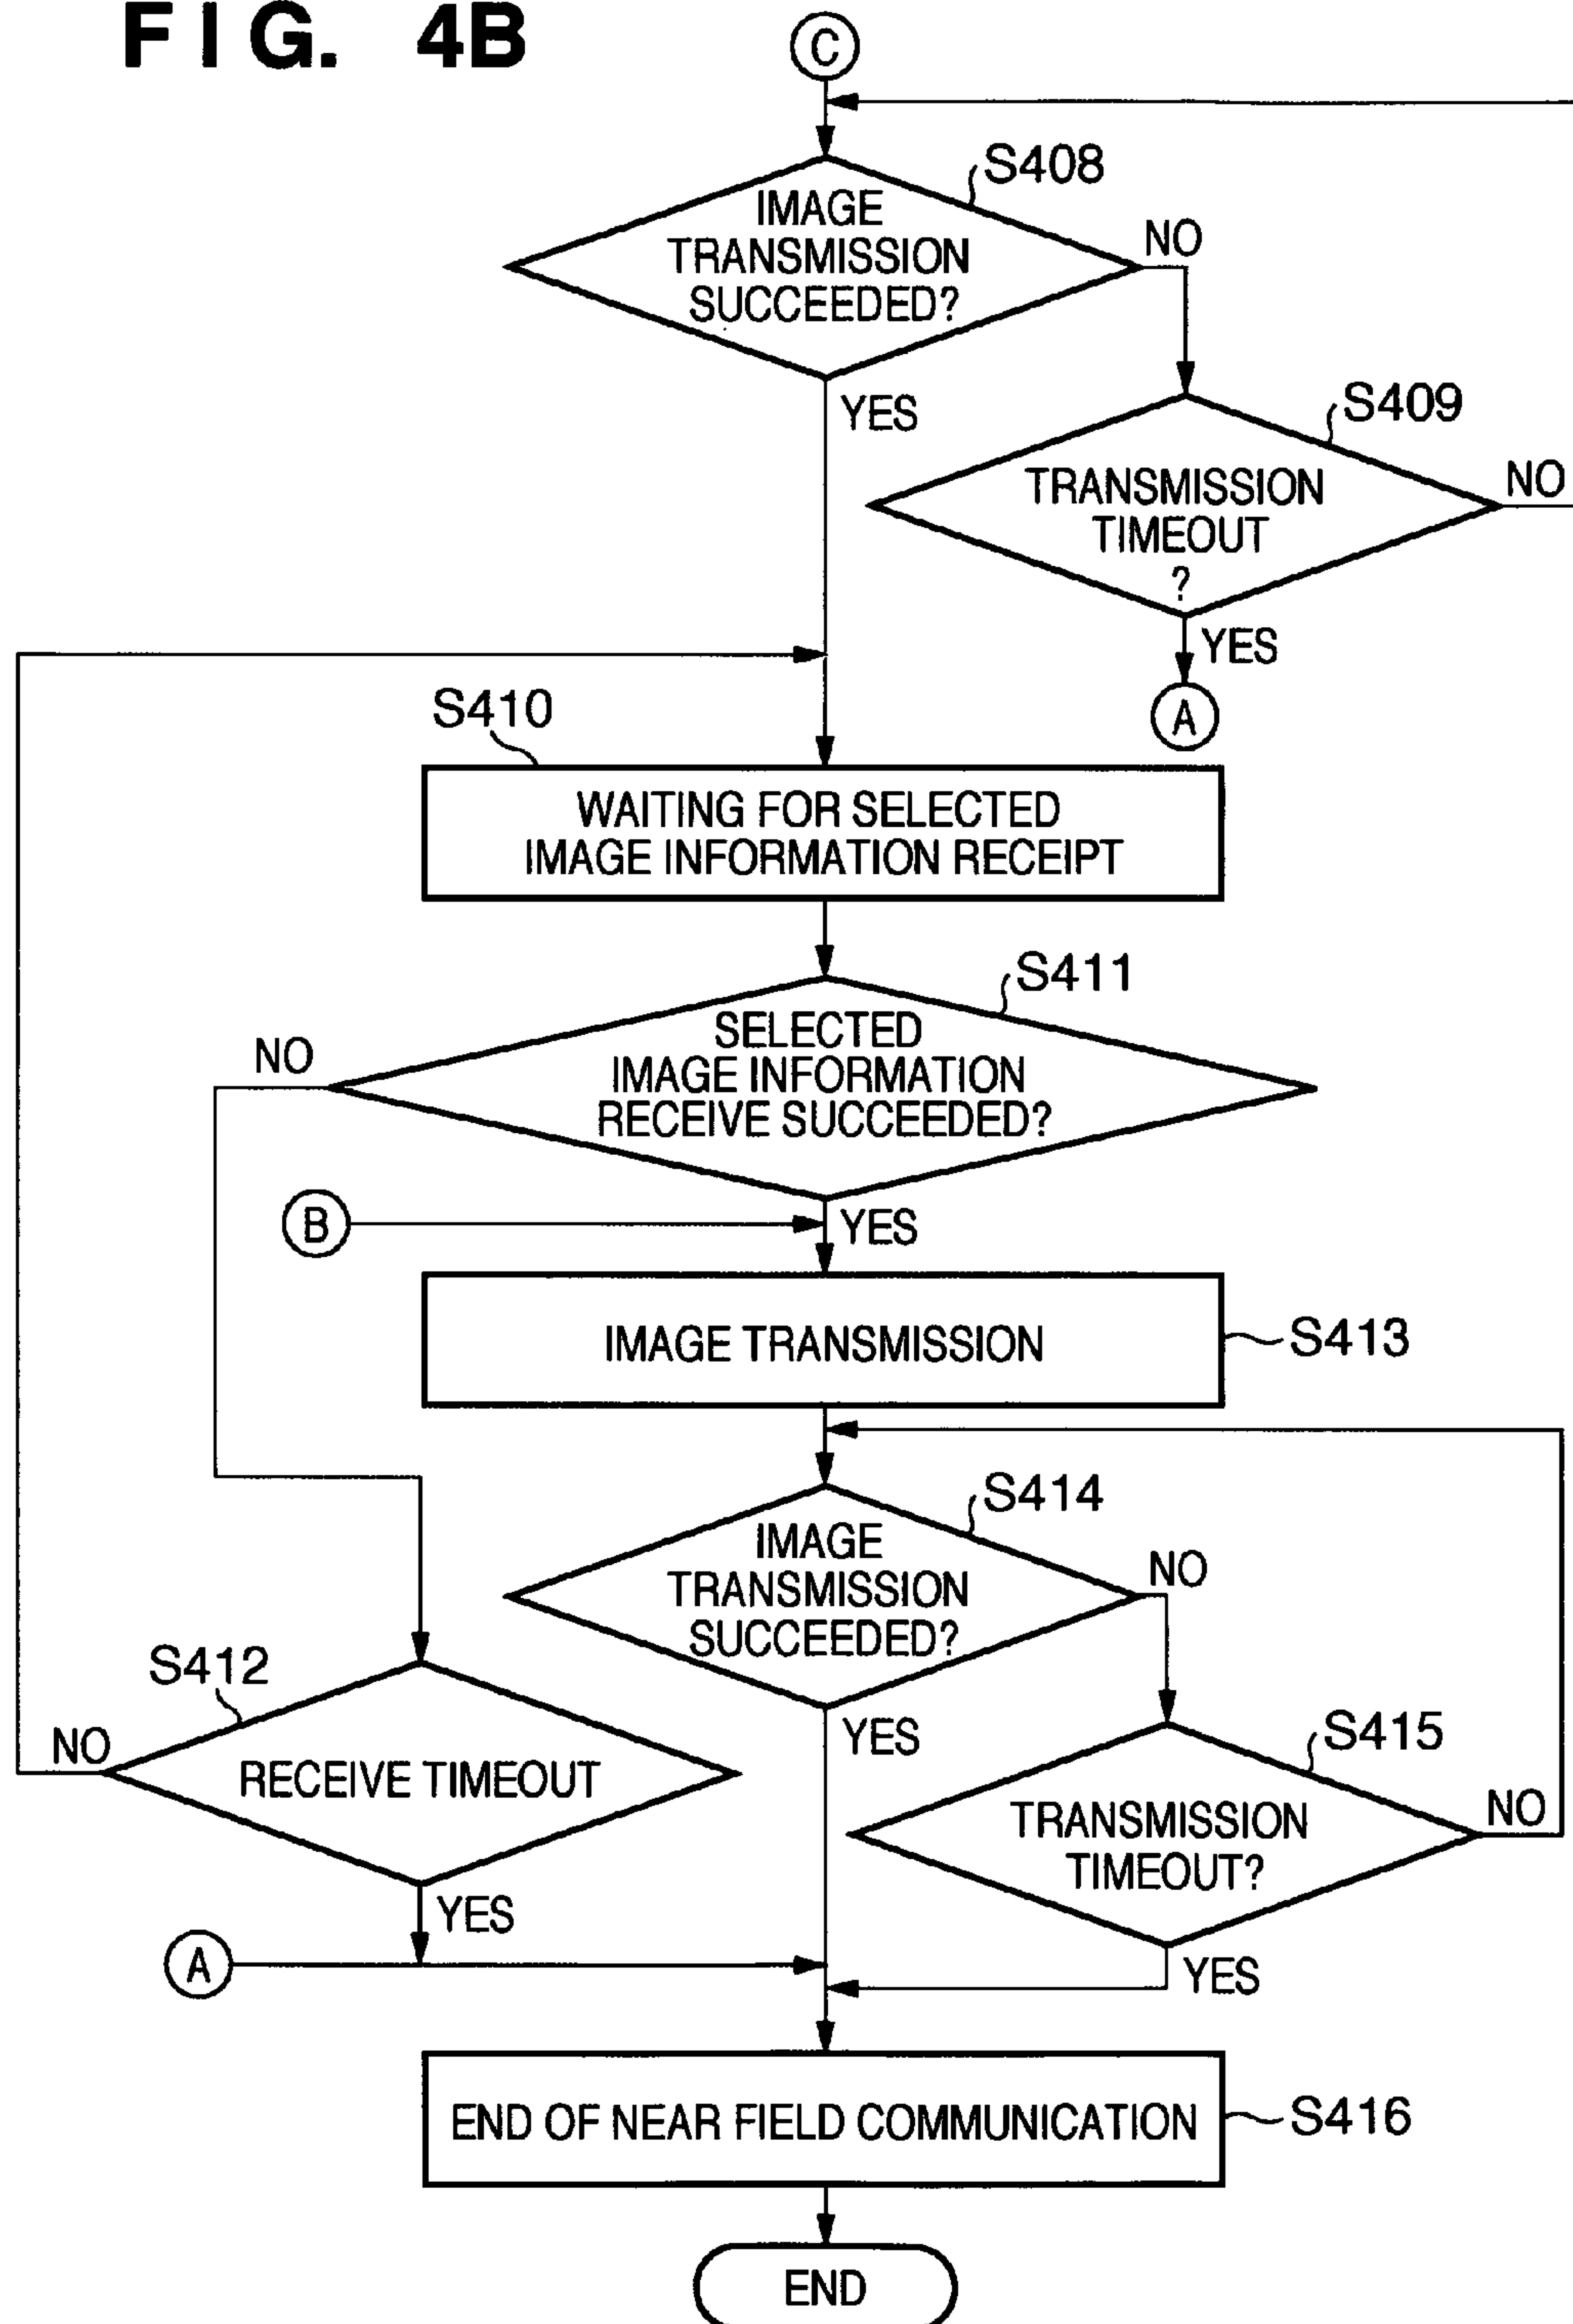 FIG. 4B
C
S408
IMAGE
TRANSMISSION
SUCCEEDED?
NO
YES
S409
TRANSMISSION
TIMEOUT
?
NO
YES
A
S410
WAITING FOR SELECTED
IMAGE INFORMATION RECEIPT
S411
SELECTED
IMAGE INFORMATION
RECEIVE SUCCEEDED?
NO
B
YES
IMAGE TRANSMISSION
S413
S414
IMAGE
TRANSMISSION
SUCCEEDED?
NO
YES
S412
RECEIVE TIMEOUT
NO
YES
S415
TRANSMISSION
TIMEOUT?
NO
YES
A
END OF NEAR FIELD COMMUNICATION
S416
END